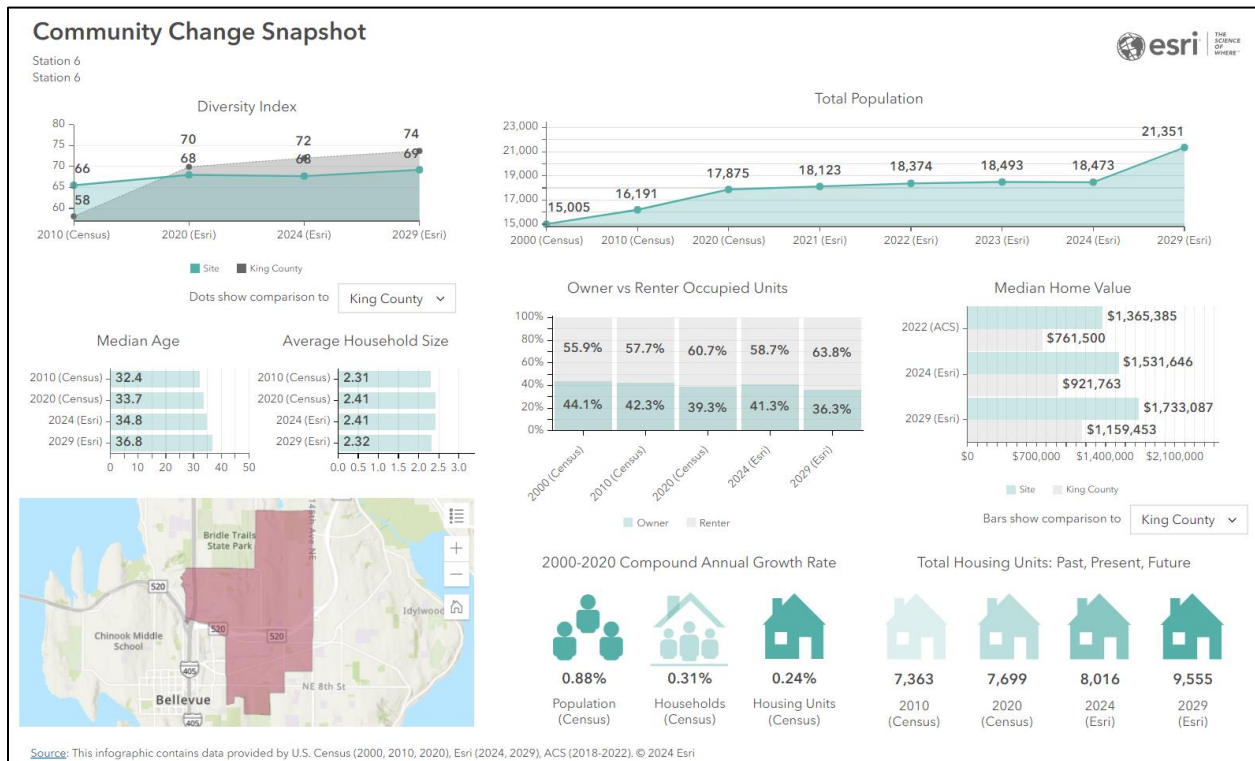 Community Change Snapshot
Station 6
Station 6
esri
THE
SCIENCE
OF
WHERE™
Diversity Index
80
75
70
65
60
66
58
70
68
72
68
74
69
2010 (Census)
2020 (Esri)
2024 (Esri)
2029 (Esri)
Site
King County
Dots show comparison to
King County
Total Population
23,000
21,000
19,000
17,000
15,000
15,005
16,191
17,875
18,123
18,374
18,493
18,473
21,351
2000 (Census)
2010 (Census)
2020 (Census)
2021 (Esri)
2022 (Esri)
2023 (Esri)
2024 (Esri)
2029 (Esri)
Median Age
2010 (Census)
32.4
2020 (Census)
33.7
2024 (Esri)
34.8
2029 (Esri)
36.8
0
10
20
30
40
50
Average Household Size
2010 (Census)
2.31
2020 (Census)
2.41
2024 (Esri)
2.41
2029 (Esri)
2.32
0.0
0.5
1.0
1.5
2.0
2.5
3.0
Owner vs Renter Occupied Units
100%
80%
60%
40%
20%
0%
55.9%
57.7%
60.7%
58.7%
63.8%
44.1%
42.3%
39.3%
41.3%
36.3%
2000 (Census)
2010 (Census)
2020 (Census)
2024 (Esri)
2029 (Esri)
Owner
Renter
Median Home Value
2022 (ACS)
$1,365,385
$761,500
2024 (Esri)
$1,531,646
$921,763
2029 (Esri)
$1,733,087
$1,159,453
$0
$700,000
$1,400,000
$2,100,000
Site
King County
Bars show comparison to
King County
Bridle Trails
State Park
148th Ave NE
520
Chinook Middle
School
520
520
Idylwood
405
NE 8th St
Bellevue
405
+
−
2000-2020 Compound Annual Growth Rate
0.88%
Population
(Census)
0.31%
Households
(Census)
0.24%
Housing Units
(Census)
Total Housing Units: Past, Present, Future
7,363
2010
(Census)
7,699
2020
(Census)
8,016
2024
(Esri)
9,555
2029
(Esri)
Source: This infographic contains data provided by U.S. Census (2000, 2010, 2020), Esri (2024, 2029), ACS (2018-2022). © 2024 Esri